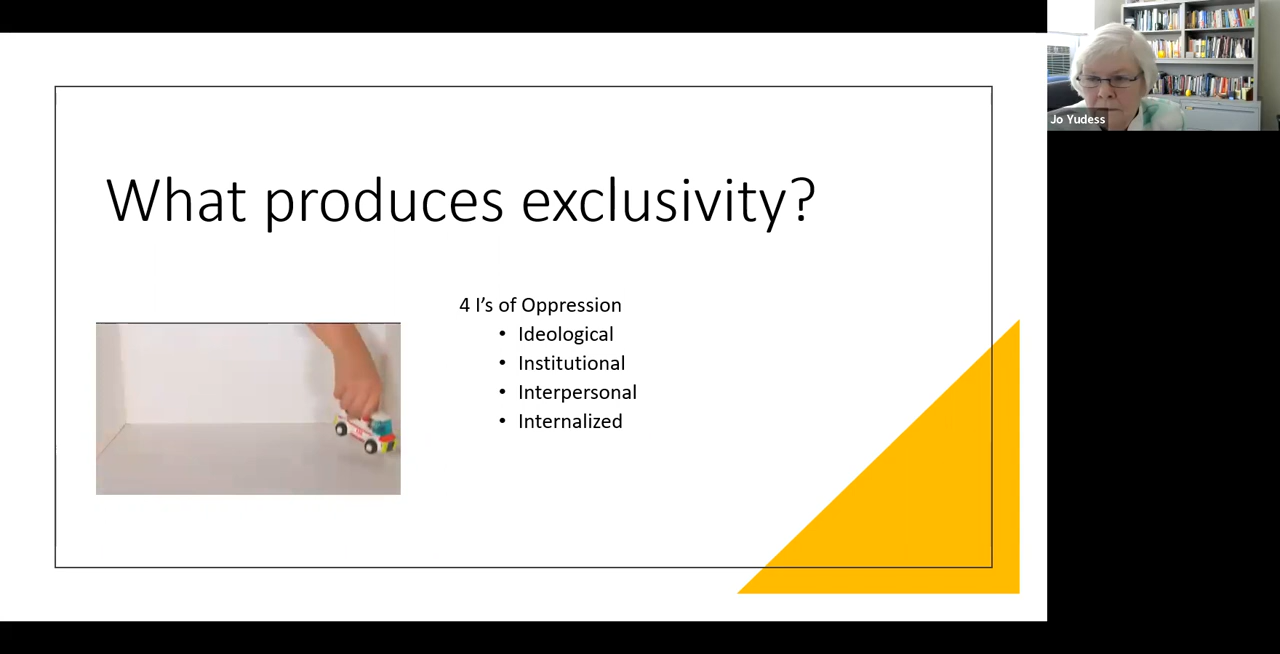 What produces exclusivity?
4 I’s of Oppression
• Ideological
• Institutional
• Interpersonal
• Internalized
Jo Yudess